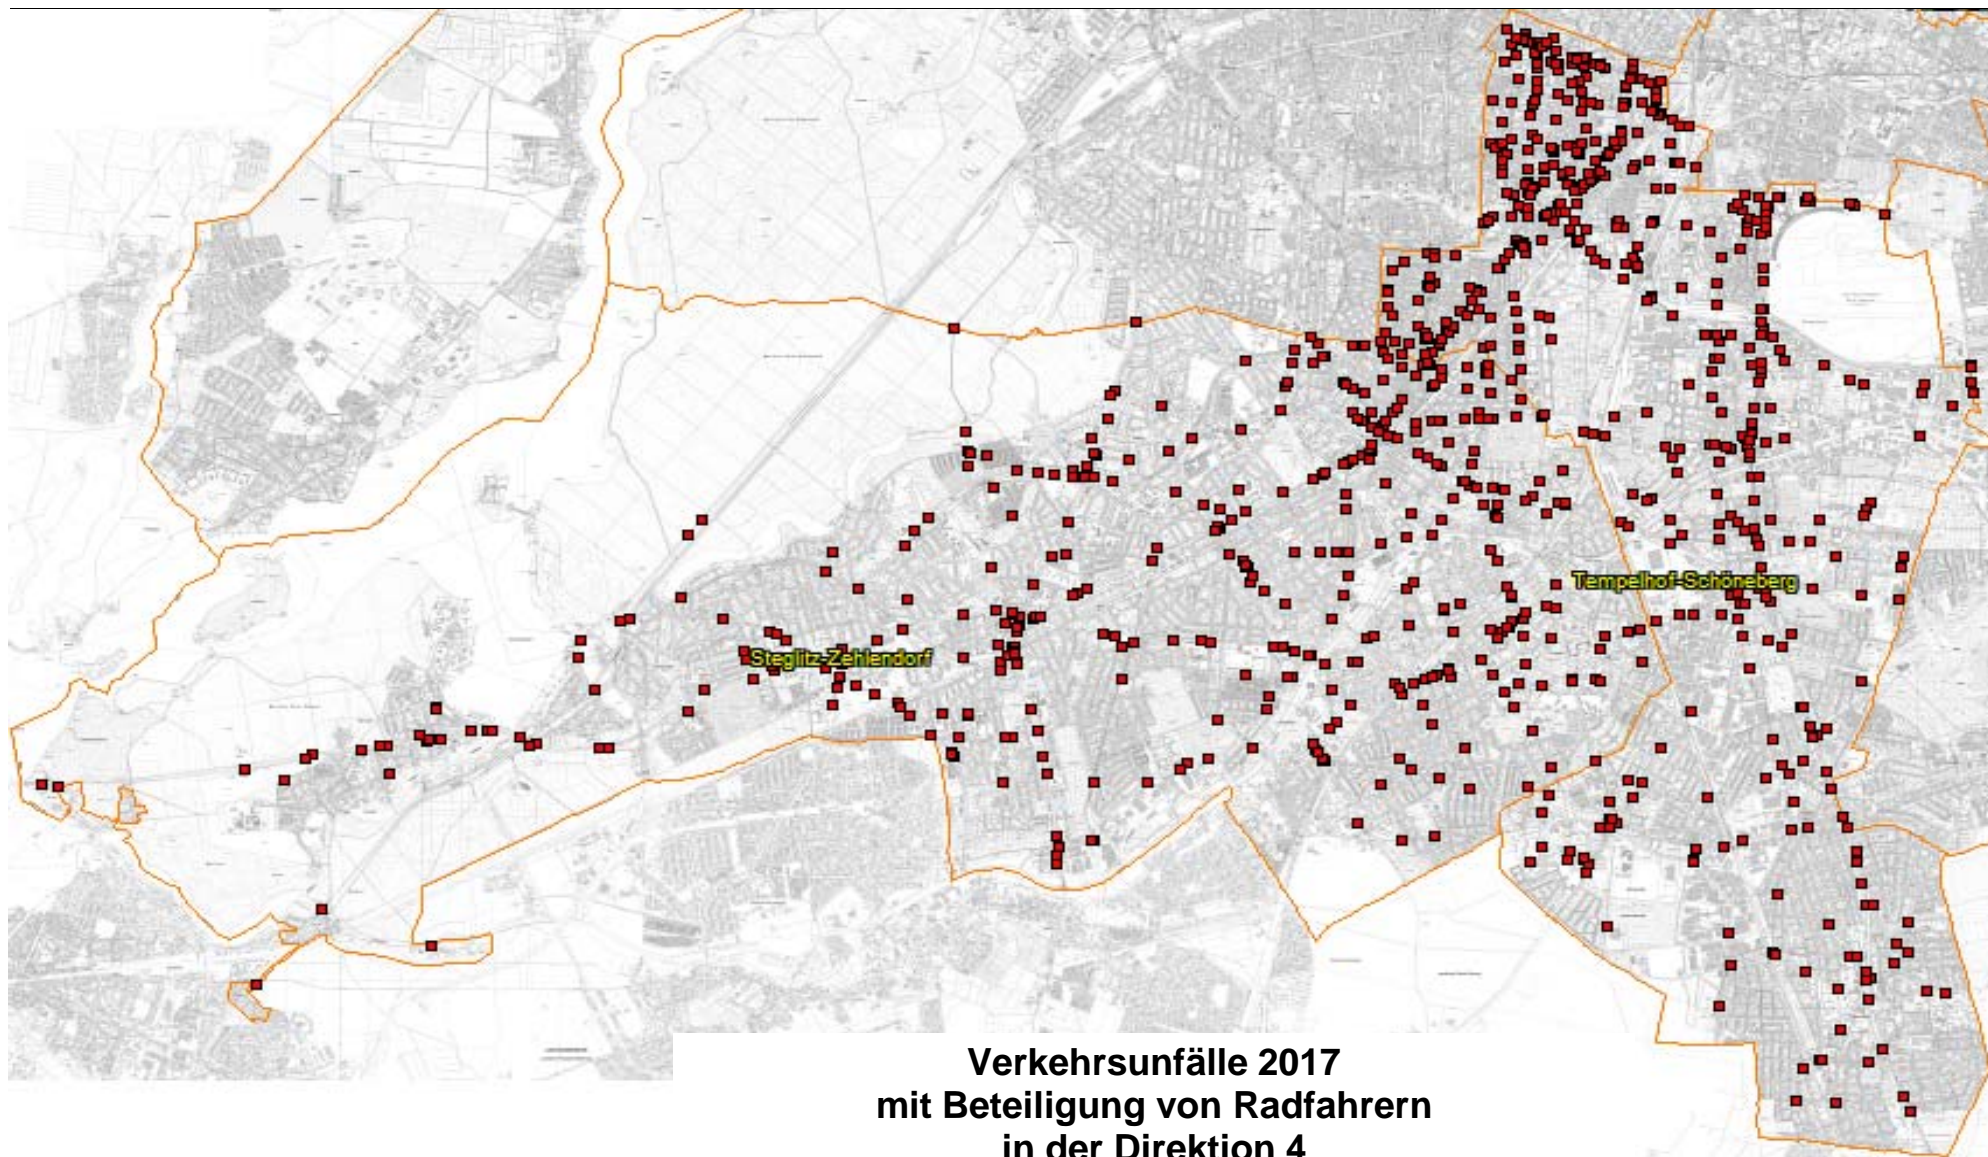 Tempelhof-Schöneberg
Steglitz-Zehlendorf
Verkehrsunfälle 2017
mit Beteiligung von Radfahrern
in der Direktion 4